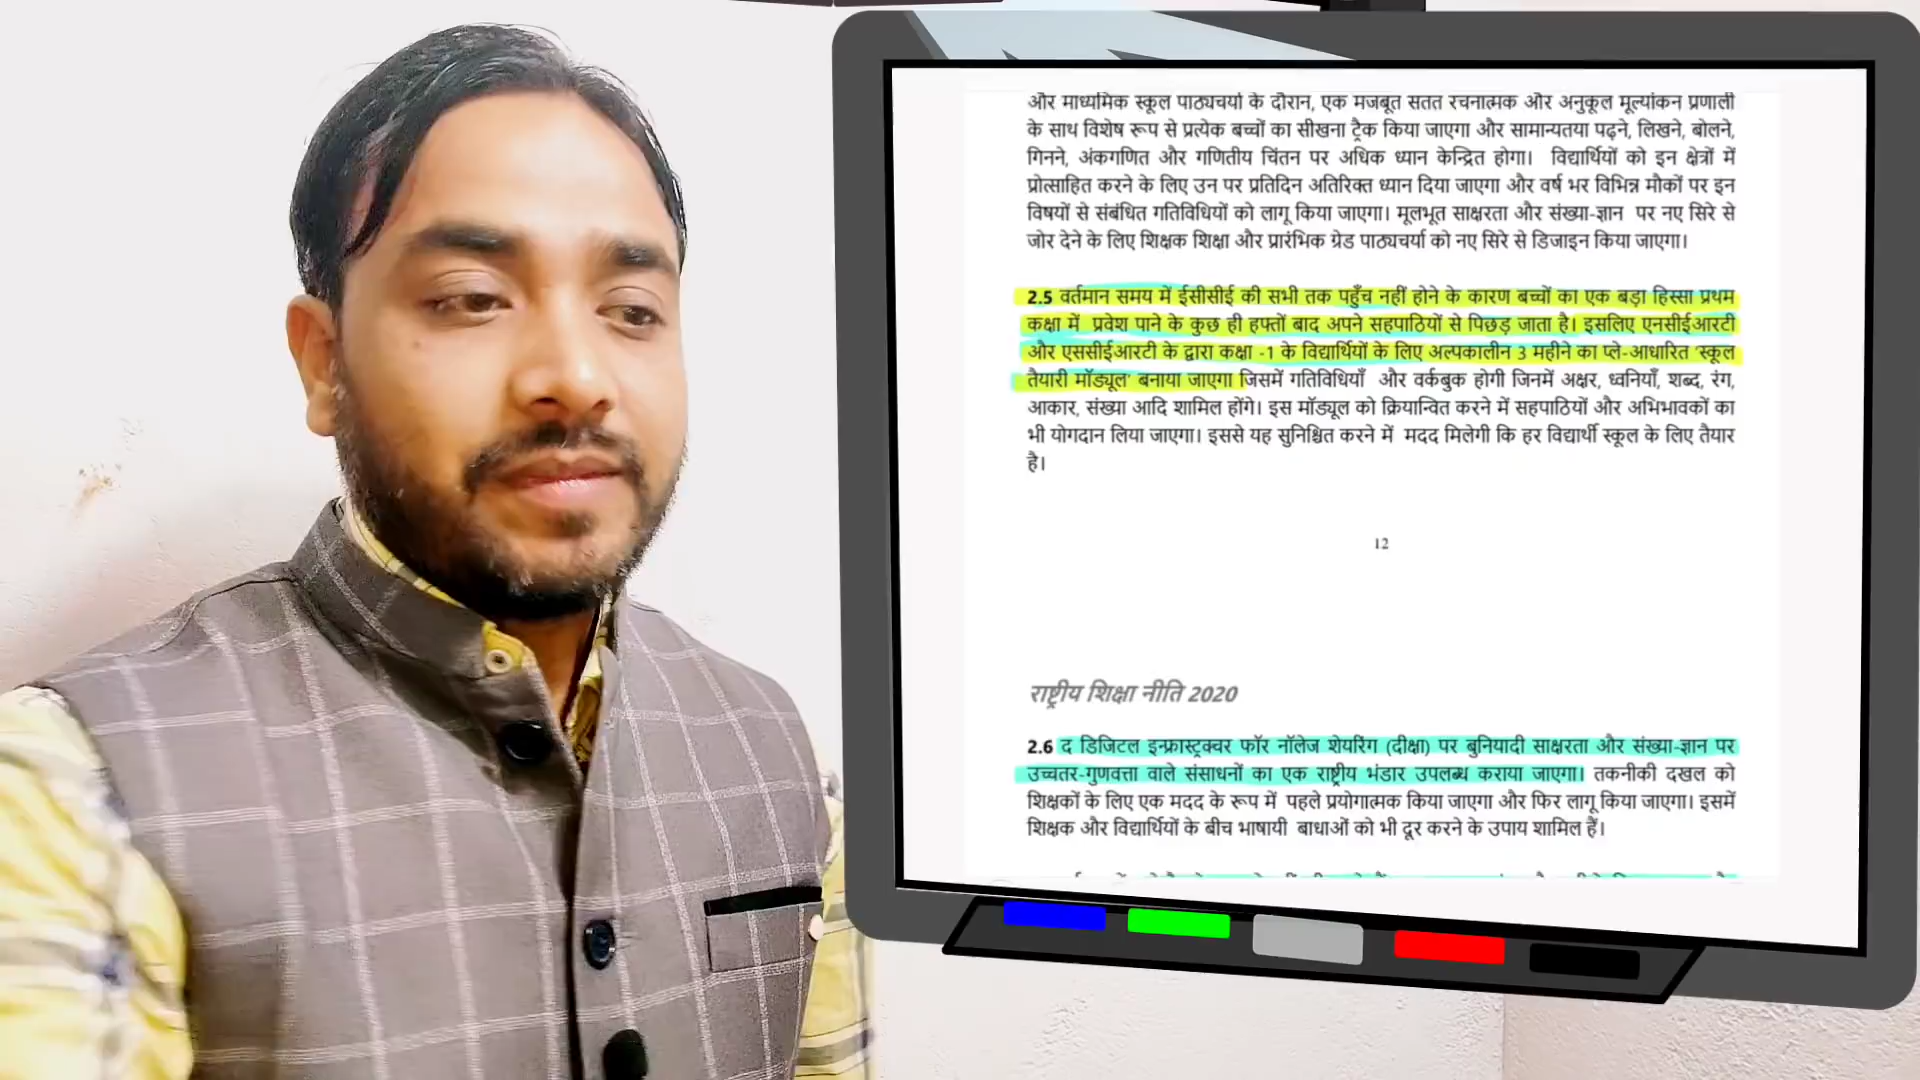 और माध्यमिक स्कूल पाठ्यचर्या के दौरान, एक मजबूत सतत रचनात्मक और अनुकूल मूल्यांकन प्रणाली
के साथ विशेष रूप से प्रत्येक बच्चों का सीखना ट्रैक किया जाएगा और सामान्यतया पढ़ने, लिखने, बोलने,
गिनने, अंकगणित और गणितीय चिंतन पर अधिक ध्यान केन्द्रित होगा। विद्यार्थियों को इन क्षेत्रों में
प्रोत्साहित करने के लिए उन पर प्रतिदिन अतिरिक्त ध्यान दिया जाएगा और वर्ष भर विभिन्न मौकों पर इन
विषयों से संबंधित गतिविधियों को लागू किया जाएगा। मूलभूत साक्षरता और संख्या-ज्ञान पर नए सिरे से
जोर देने के लिए शिक्षक शिक्षा और प्रारंभिक ग्रेड पाठ्यचर्या को नए सिरे से डिजाइन किया जाएगा।
2.5 वर्तमान समय में ईसीसीई की सभी तक पहुँच नहीं होने के कारण बच्चों का एक बड़ा हिस्सा प्रथम
कक्षा में प्रवेश पाने के कुछ ही हफ्तों बाद अपने सहपाठियों से पिछड़ जाता है। इसलिए एनसीईआरटी
और एससीईआरटी के द्वारा कक्षा -1 के विद्यार्थियों के लिए अल्पकालीन 3 महीने का प्ले-आधारित 'स्कूल
तैयारी मॉड्यूल' बनाया जाएगा जिसमें गतिविधियाँ और वर्कबुक होगी जिनमें अक्षर, ध्वनियाँ, शब्द, रंग,
आकार, संख्या आदि शामिल होंगे। इस मॉड्यूल को क्रियान्वित करने में सहपाठियों और अभिभावकों का
भी योगदान लिया जाएगा। इससे यह सुनिश्चित करने में मदद मिलेगी कि हर विद्यार्थी स्कूल के लिए तैयार
है।
12
राष्ट्रीय शिक्षा नीति 2020
2.6 द डिजिटल इन्फ्रास्ट्रक्चर फॉर नॉलेज शेयरिंग (दीक्षा) पर बुनियादी साक्षरता और संख्या-ज्ञान पर
उच्चतर-गुणवत्ता वाले संसाधनों का एक राष्ट्रीय भंडार उपलब्ध कराया जाएगा। तकनीकी दखल को
शिक्षकों के लिए एक मदद के रूप में पहले प्रयोगात्मक किया जाएगा और फिर लागू किया जाएगा। इसमें
शिक्षक और विद्यार्थियों के बीच भाषायी बाधाओं को भी दूर करने के उपाय शामिल हैं।